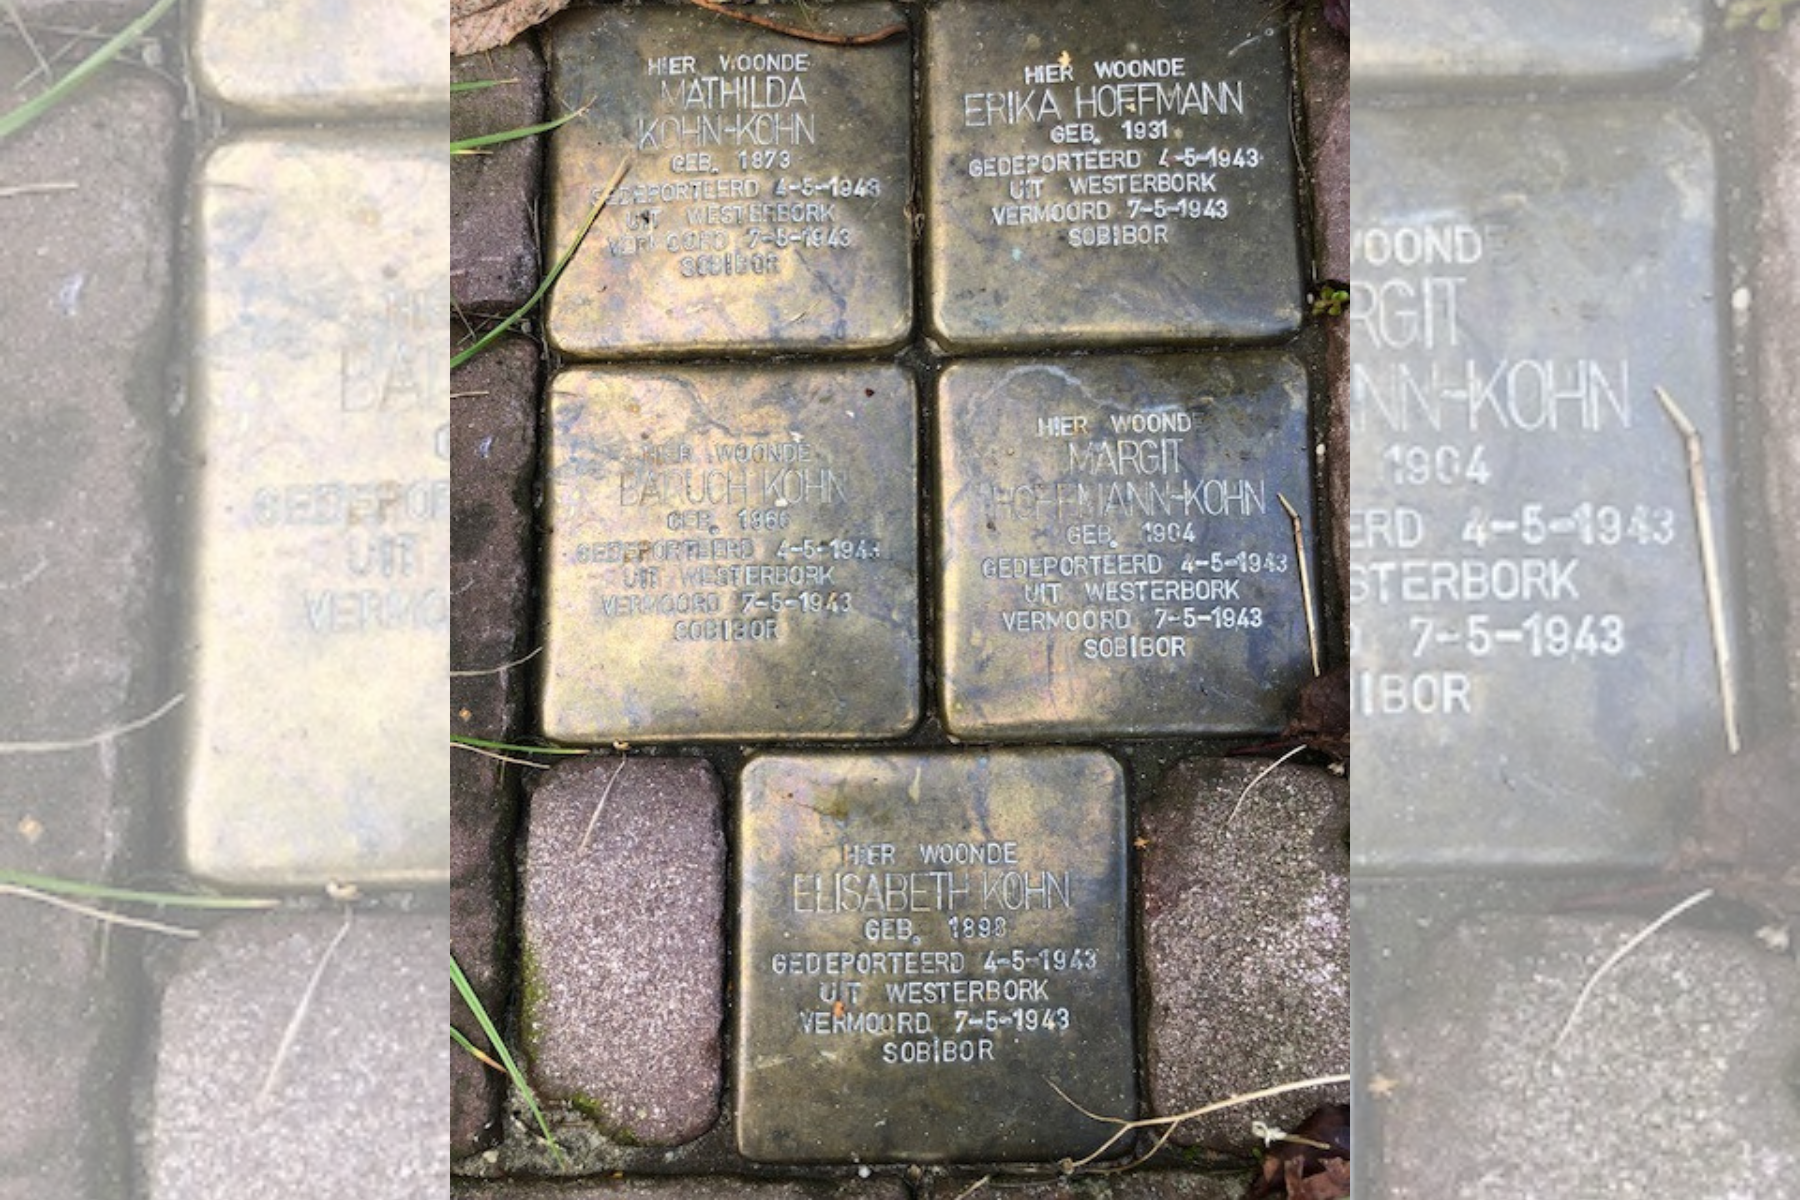 HIER WOONDE
MATHILDA
KOHN-KOHN
GEB. 1873
GEDEPORTEERD 4-5-1943
UIT WESTERBORK
VERMOORD 7-5-1943
SOBIBOR
HIER WOONDE
ERIKA HOFFMANN
GEB. 1931
GEDEPORTEERD 4-5-1943
UIT WESTERBORK
VERMOORD 7-5-1943
SOBIBOR
HIER WOONDE
BARUCH KOHN
GEB. 1866
GEDEPORTEERD 4-5-1943
UIT WESTERBORK
VERMOORD 7-5-1943
SOBIBOR
HIER WOONDE
MARGIT
HOFFMANN-KOHN
GEB. 1904
GEDEPORTEERD 4-5-1943
UIT WESTERBORK
VERMOORD 7-5-1943
SOBIBOR
HIER WOONDE
ELISABETH KOHN
GEB. 1898
GEDEPORTEERD 4-5-1943
UIT WESTERBORK
VERMOORD 7-5-1943
SOBIBOR